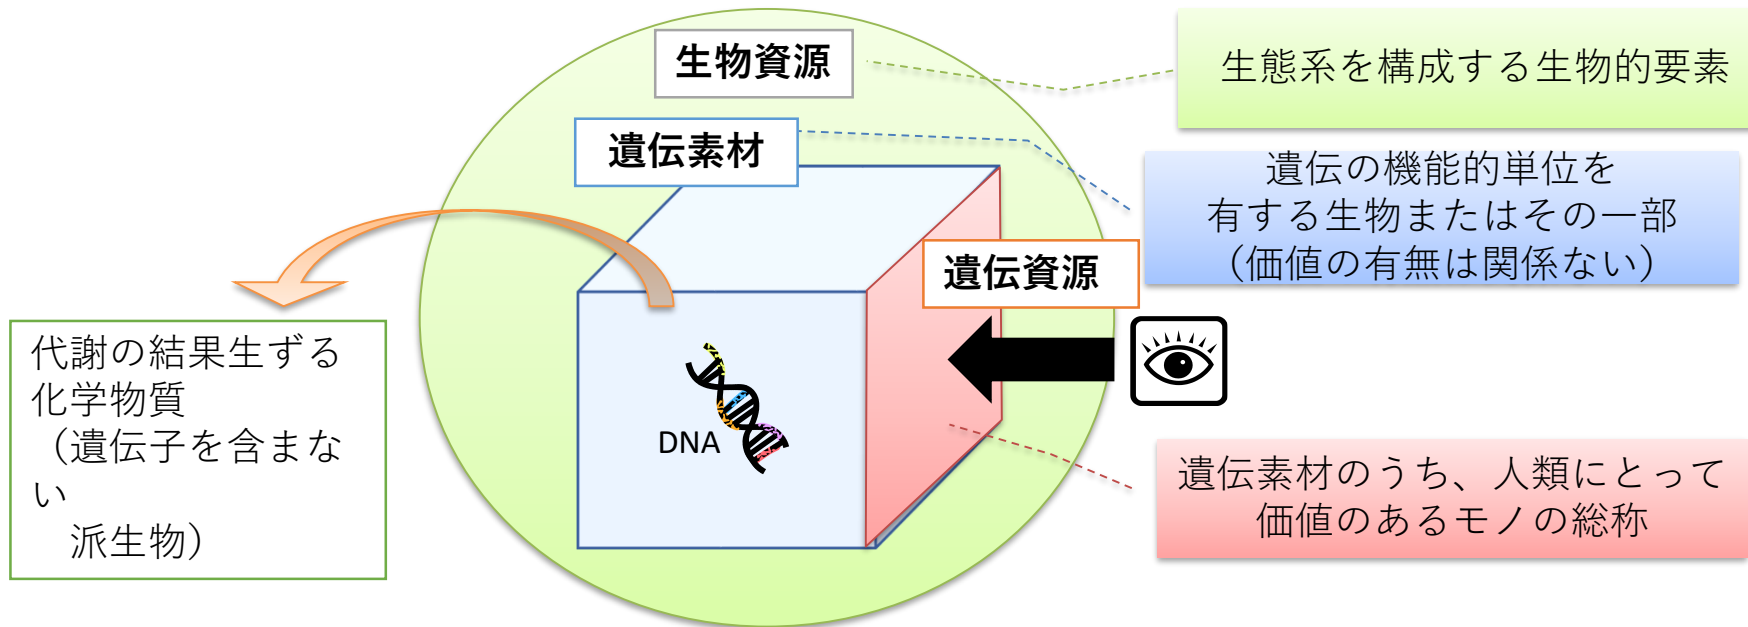 生物資源
生態系を構成する生物的要素
遺伝素材
遺伝の機能的単位を
有する生物またはその一部
（価値の有無は関係ない）
遺伝資源
代謝の結果生ずる
化学物質
（遺伝子を含まな
い
派生物）
DNA
遺伝素材のうち、人類にとって
価値のあるモノの総称